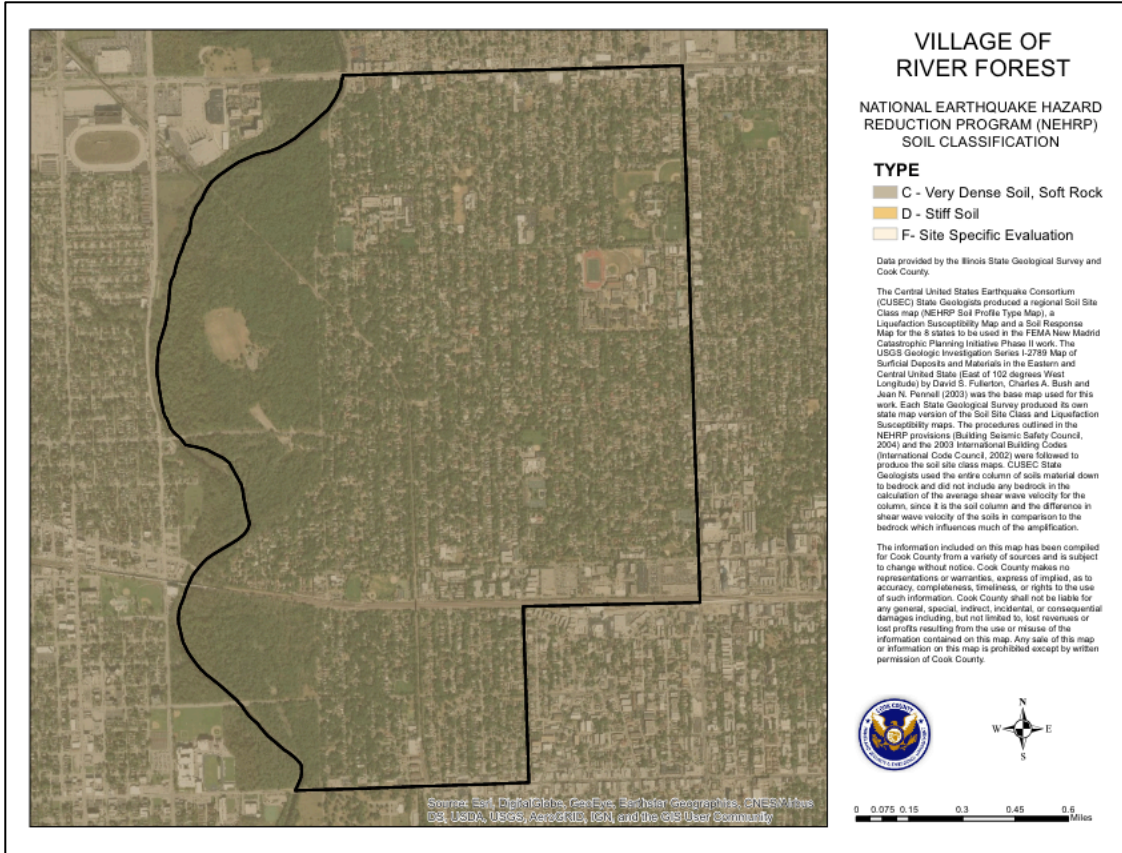 VILLAGE OF
RIVER FOREST
NATIONAL EARTHQUAKE HAZARD
REDUCTION PROGRAM (NEHRP)
SOIL CLASSIFICATION
TYPE
C - Very Dense Soil, Soft Rock
D - Stiff Soil
F- Site Specific Evaluation
Data provided by the Illinois State Geological Survey and
Cook County.
The Central United States Earthquake Consortium
(CUSEC) State Geologists produced a regional Soil Site
Class map (NEHRP Soil Profile Type Map), a
Liquefaction Susceptibility Map and a Soil Response
Map for the 8 states to be used in the FEMA New Madrid
Catastrophic Planning Initiative Phase II work. The
USGS Geologic Investigation Series I-2789 Map of
Surficial Deposits and Materials in the Eastern and
Central United State (East of 102 degrees West
Longitude) by David S. Fullerton, Charles A. Bush and
Jean N. Pennell (2003) was the base map used for this
work. Each State Geological Survey produced its own
state map version of the Soil Site Class and Liquefaction
Susceptibility maps. The procedures outlined in the
NEHRP provisions (Building Seismic Safety Council,
2004) and the 2003 International Building Codes
(International Code Council, 2002) were followed to
produce the soil site class maps. CUSEC State
Geologists used the entire column of soils material down
to bedrock and did not include any bedrock in the
calculation of the average shear wave velocity for the
column, since it is the soil column and the difference in
shear wave velocity of the soils in comparison to the
bedrock which influences much of the amplification.
The information included on this map has been compiled
for Cook County from a variety of sources and is subject
to change without notice. Cook County makes no
representations or warranties, express of implied, as to
accuracy, completeness, timeliness, or rights to the use
of such information. Cook County shall not be liable for
any general, special, indirect, incidental, or consequential
damages including, but not limited to, lost revenues or
lost profits resulting from the use or misuse of the
information contained on this map. Any sale of this map
or information on this map is prohibited except by written
permission of Cook County.
COOK COUNTY
N
W E
S
0 0.075 0.15 0.3 0.45 0.6
Miles
Source: Esri, DigitalGlobe, GeoEye, Earthstar Geographics, CNES/Airbus
DS, USDA, USGS, AeroGRID, IGN, and the GIS User Community